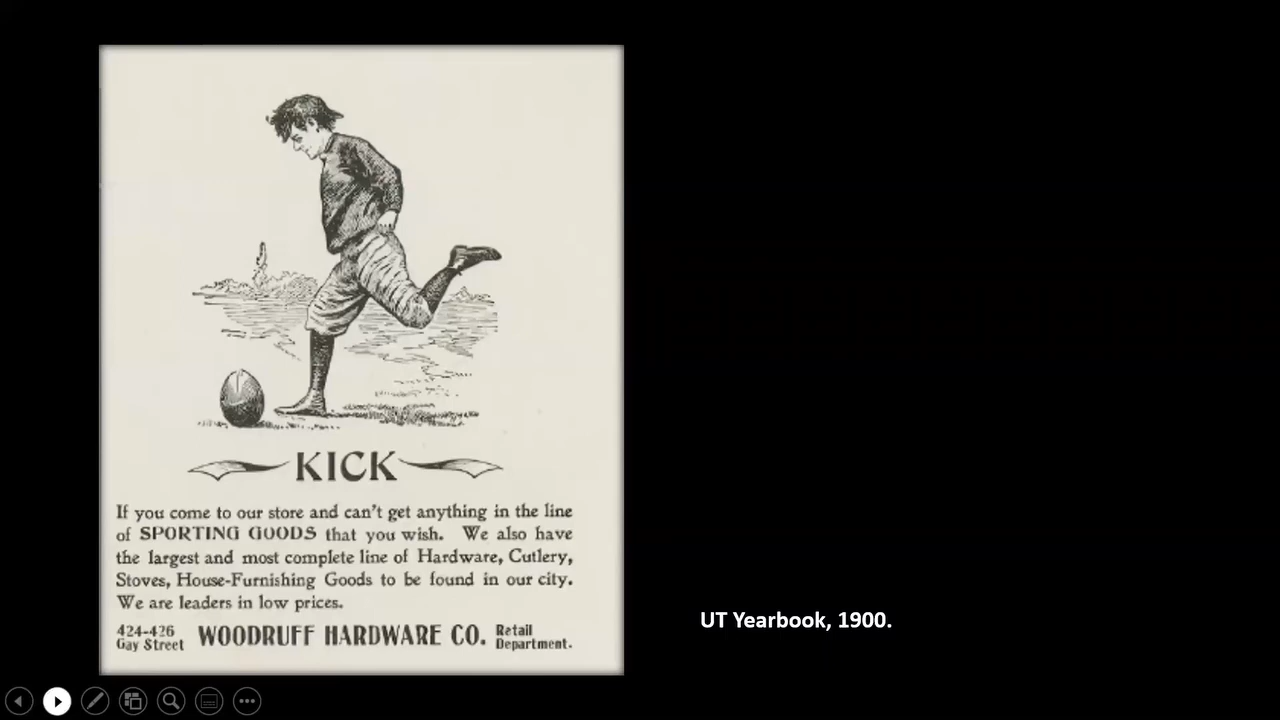 KICK
If you come to our store and can't get anything in the line
of SPORTING GOODS that you wish. We also have
the largest and most complete line of Hardware, Cutlery,
Stoves, House-Furnishing Goods to be found in our city.
We are leaders in low prices.
424-426
Gay Street
WOODRUFF HARDWARE CO.
Retail
Department.
UT Yearbook, 1900.